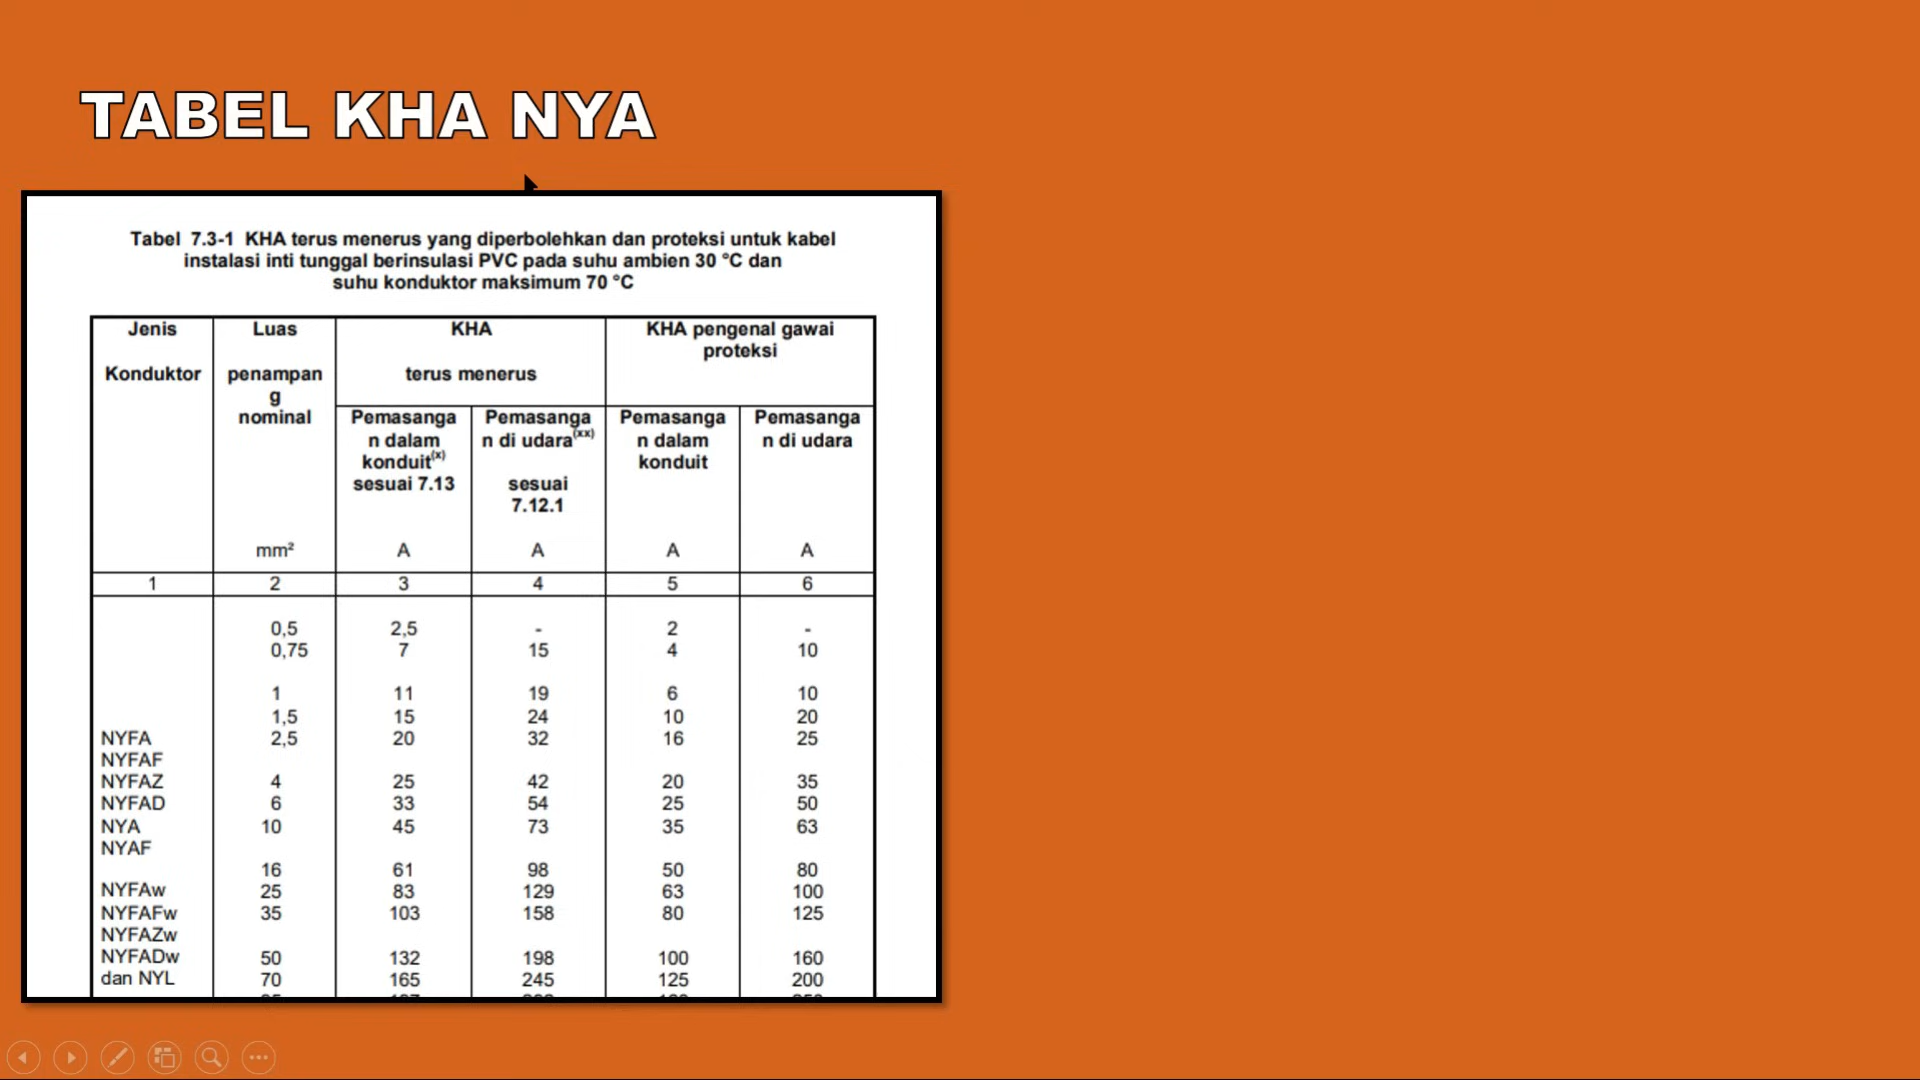 TABEL KHA NYA
Tabel 7.3-1 KHA terus menerus yang diperbolehkan dan proteksi untuk kabel
instalasi inti tunggal berinsulasi PVC pada suhu ambien 30 °C dan
suhu konduktor maksimum 70 °C
Jenis Konduktor
Luas penampan
g
nominal
mm²
KHA
terus menerus
KHA pengenal gawai
proteksi
Pemasanga
n dalam
konduit(x)
sesuai 7.13
A
Pemasanga
n di udara(xx)
sesuai
7.12.1
A
Pemasanga
n dalam
konduit
A
Pemasanga
n di udara
A
1 2 3 4 5 6
0,5 2,5 - 2 -
0,75 7 15 4 10
1 11 19 6 10
1,5 15 24 10 20
NYFA 2,5 20 32 16 25
NYFAF
NYFAZ 4 25 42 20 35
NYFAD 6 33 54 25 50
NYA 10 45 73 35 63
NYAF
16 61 98 50 80
NYFAw 25 83 129 63 100
NYFAFw 35 103 158 80 125
NYFAZw
NYFADw 50 132 198 100 160
dan NYL 70 165 245 125 200